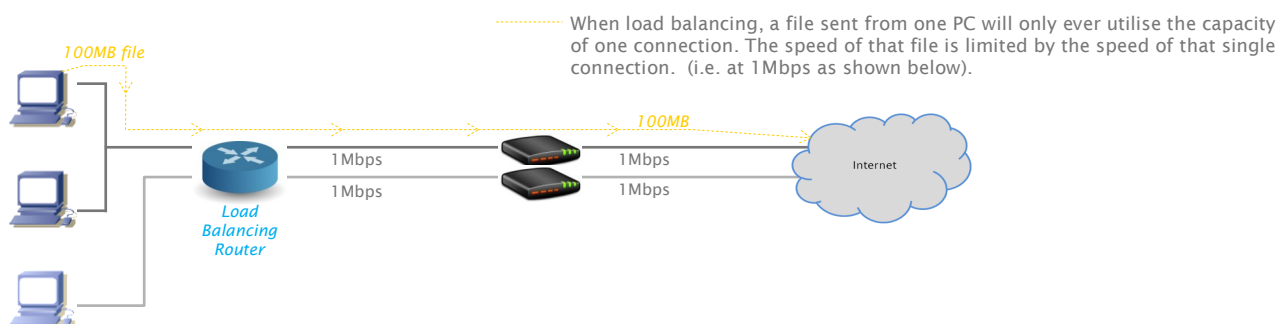 When load balancing, a file sent from one PC will only ever utilise the capacity
of one connection. The speed of that file is limited by the speed of that single
connection.  (i.e. at 1Mbps as shown below).
100MB file
100MB
1Mbps
1Mbps
Internet
1Mbps
1Mbps
Load
Balancing
Router